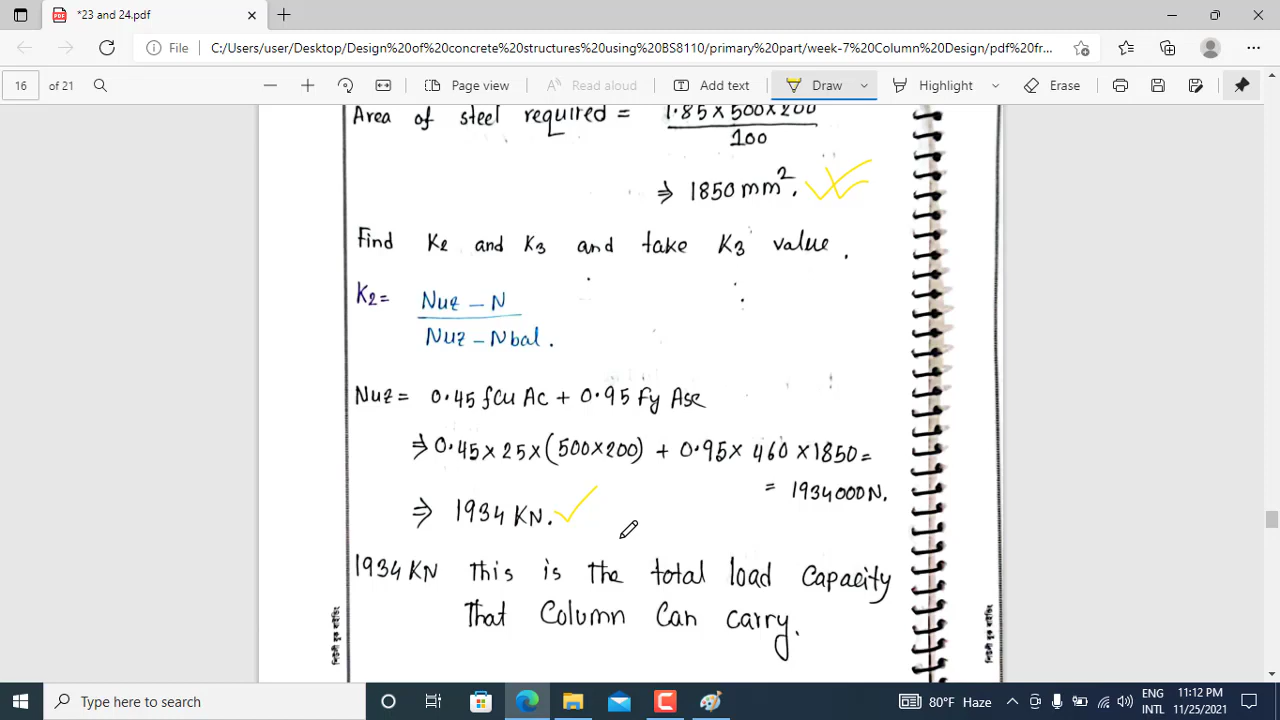 *23 and 24.pdf
File C:/Users/user/Desktop/Design%20of%20concrete%20structures%20using%20BS8110/primary%20part/week-7%20Column%20Design/pdf%20fr...
16 of 21 Page view Read aloud Add text Draw Highlight Erase
Area of steel required = 1.85×500×200
100
⇒ 1850 mm².
Find K2 and K3 and take K3 value.
K2= Nuz – N
Nuz – Nbal.
Nuz= 0.45 fcu Ac + 0.95 Fy Asc
⇒ 0.45×25×(500×200) + 0.95× 460 ×1850=
= 1934000N.
⇒ 1934 KN.
1934 KN This is The total load Capacity
That Column Can carry.
Type here to search
80°F Haze
ENG
INTL
:12 PM
11/25/2021